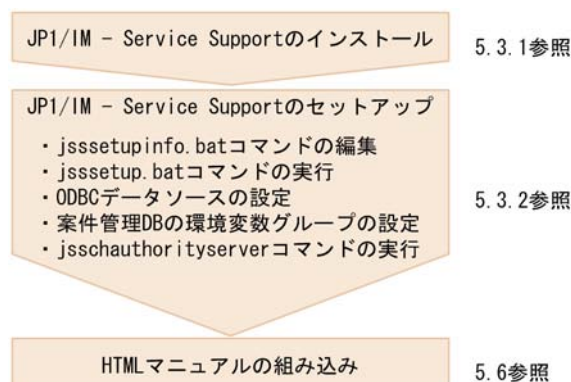 JP1/IM - Service Supportのインストール
5.3.1参照
JP1/IM - Service Supportのセットアップ
・jsssetupinfo.batコマンドの編集
・jsssetup.batコマンドの実行
・ODBCデータソースの設定
・案件管理DBの環境変数グループの設定
・jsschauthorityserverコマンドの実行
5.3.2参照
HTMLマニュアルの組み込み
5.6参照